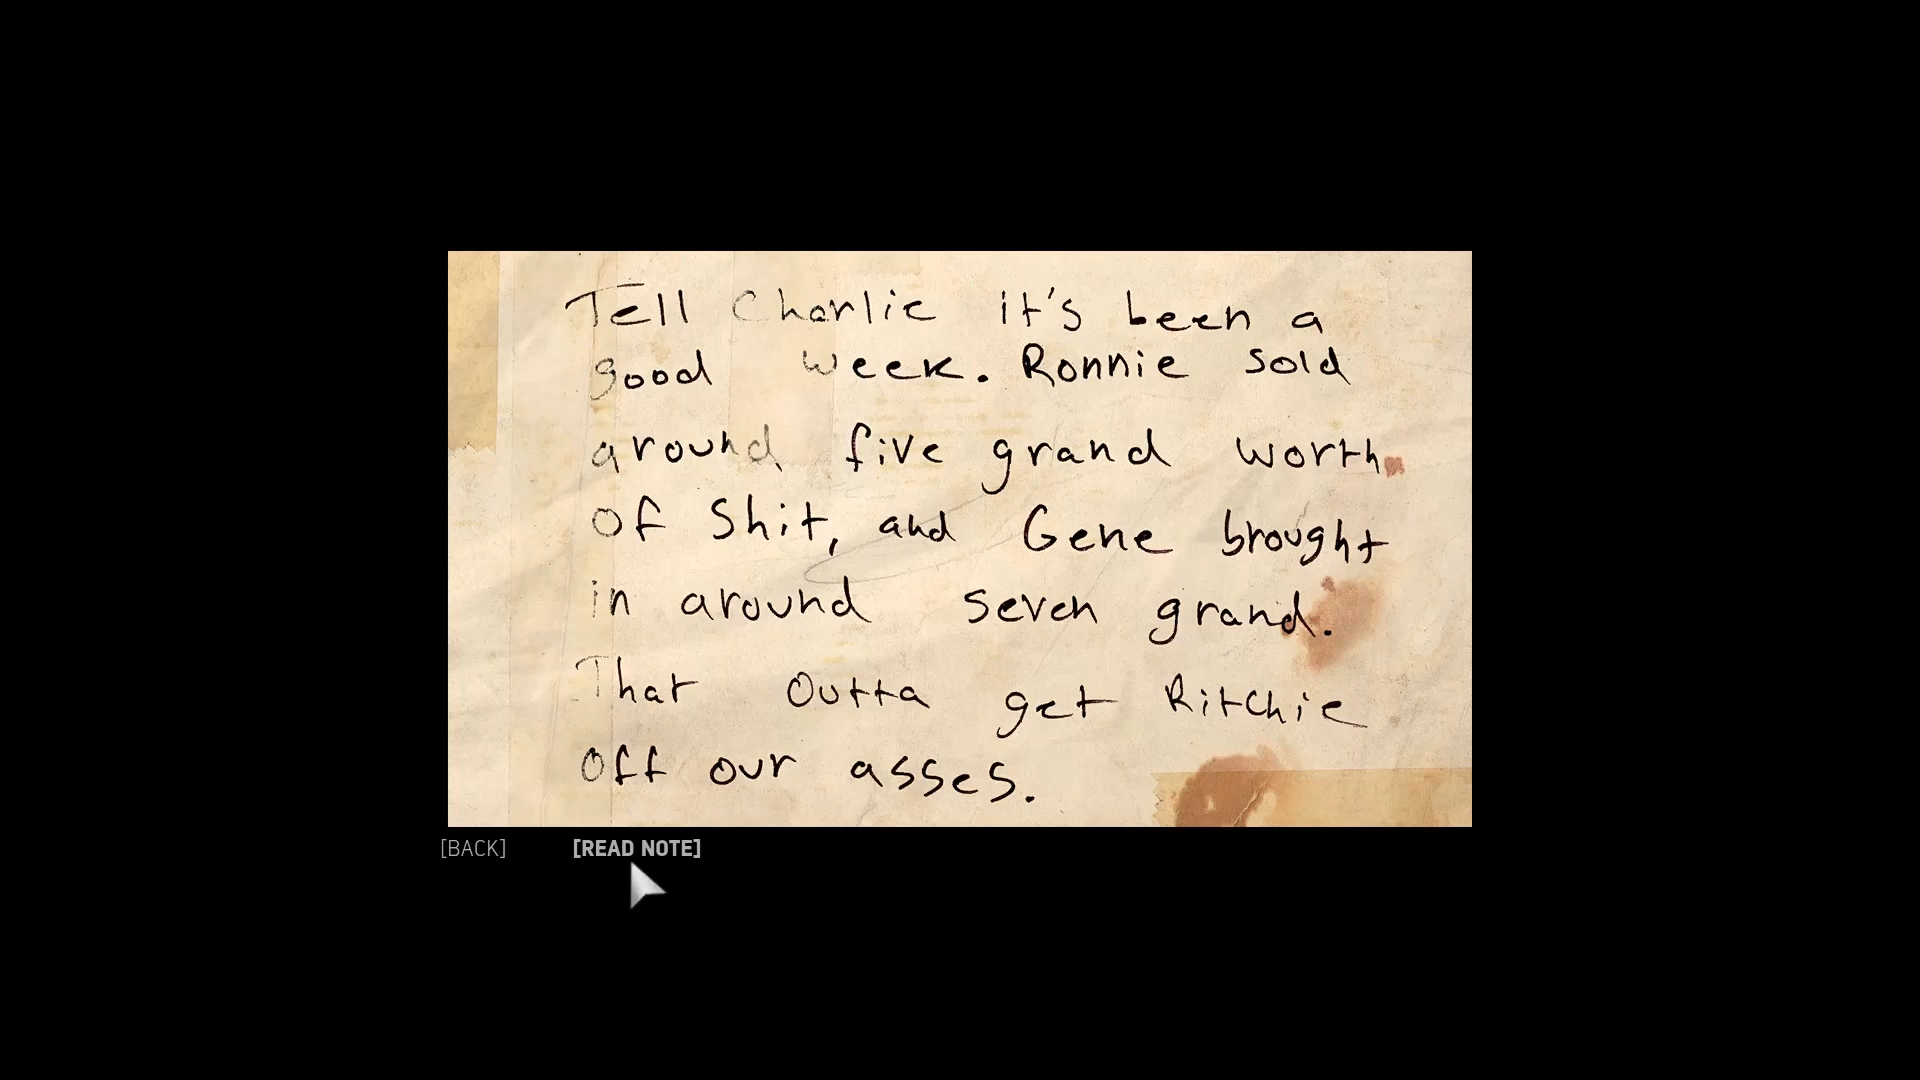 Tell Charlie it's been a
good week. Ronnie sold
around five grand worth
of Shit, and Gene brought
in around seven grand.
That Outta get Ritchie
Off our asses.
[BACK] [READ NOTE]